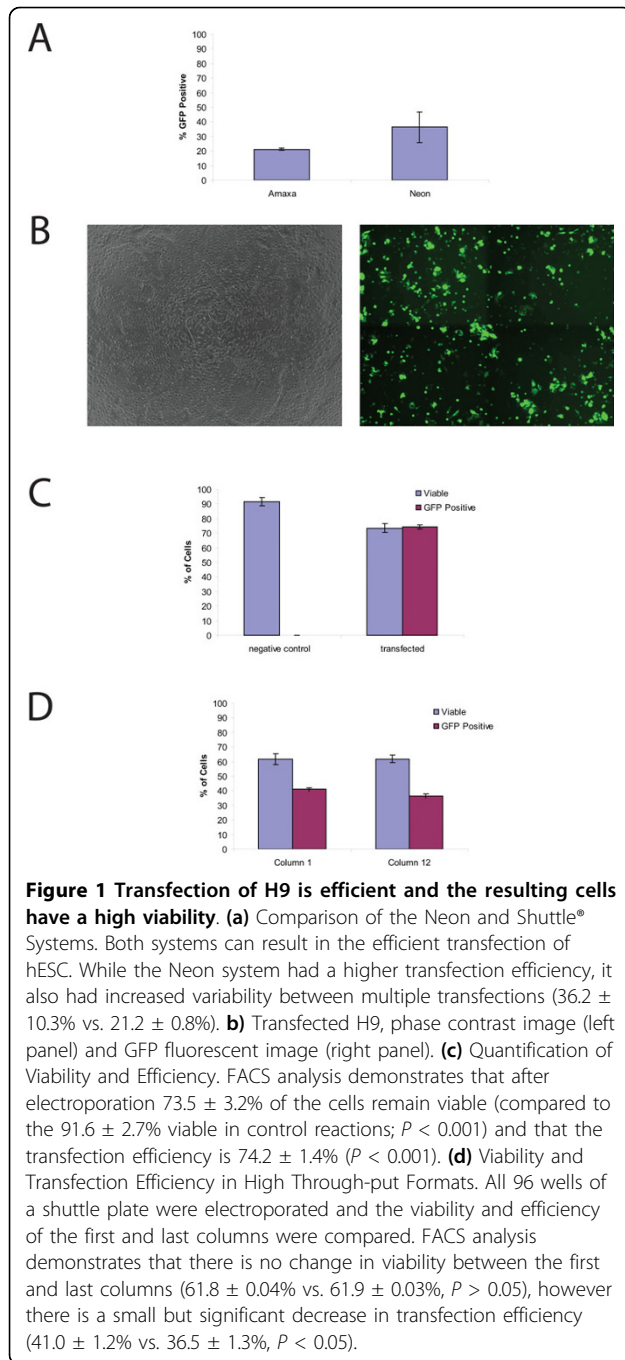 A
100
90
80
70
60
50
40
30
20
10
0
% GFP Positive
Amaxa
Neon
B
C
100
90
80
70
60
50
40
30
20
10
0
% of Cells
Viable
GFP Positive
negative control
transfected
D
100
90
80
70
60
50
40
30
20
10
0
% of Cells
Viable
GFP Positive
Column 1
Column 12
Figure 1 Transfection of H9 is efficient and the resulting cells
have a high viability. (a) Comparison of the Neon and Shuttle®
Systems. Both systems can result in the efficient transfection of
hESC. While the Neon system had a higher transfection efficiency, it
also had increased variability between multiple transfections (36.2 ±
10.3% vs. 21.2 ± 0.8%). b) Transfected H9, phase contrast image (left
panel) and GFP fluorescent image (right panel). (c) Quantification of
Viability and Efficiency. FACS analysis demonstrates that after
electroporation 73.5 ± 3.2% of the cells remain viable (compared to
the 91.6 ± 2.7% viable in control reactions; P < 0.001) and that the
transfection efficiency is 74.2 ± 1.4% (P < 0.001). (d) Viability and
Transfection Efficiency in High Through-put Formats. All 96 wells of
a shuttle plate were electroporated and the viability and efficiency
of the first and last columns were compared. FACS analysis
demonstrates that there is no change in viability between the first
and last columns (61.8 ± 0.04% vs. 61.9 ± 0.03%, P > 0.05), however
there is a small but significant decrease in transfection efficiency
(41.0 ± 1.2% vs. 36.5 ± 1.3%, P < 0.05).